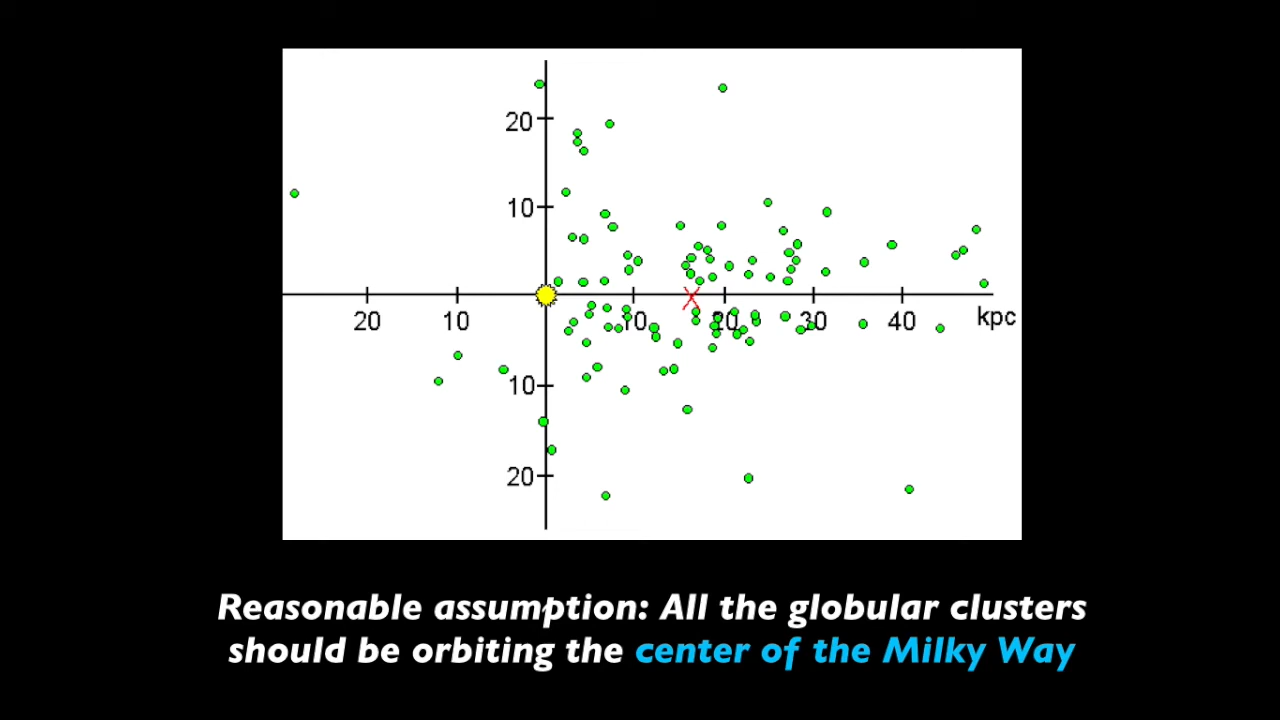 20
10
20 10 10 20 30 40 kpc
10
20
Reasonable assumption: All the globular clusters
should be orbiting the center of the Milky Way